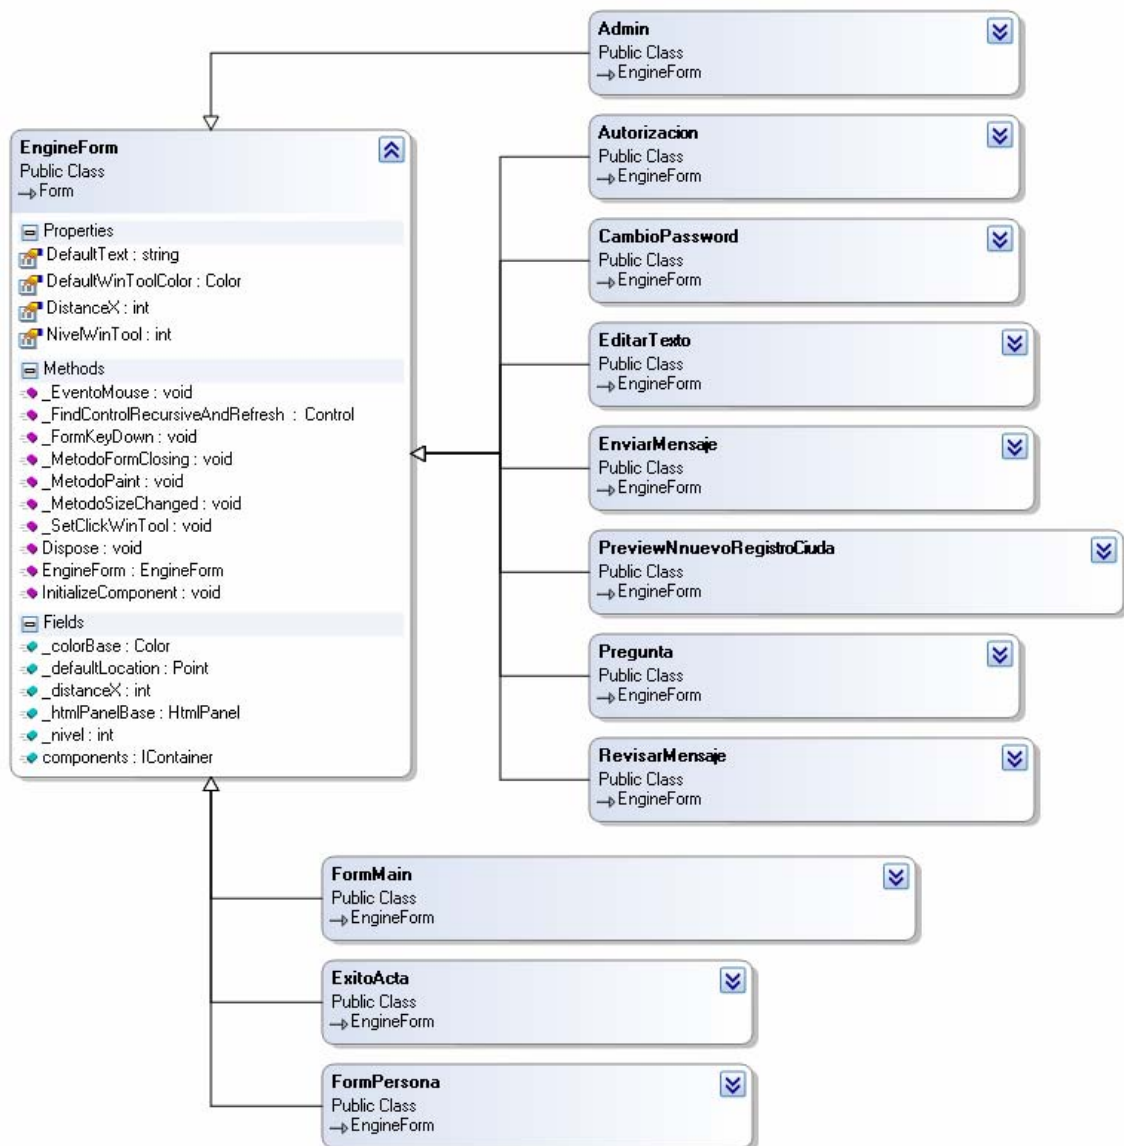 Admin
Public Class
EngineForm
EngineForm
Public Class
Form
Properties
DefaultText : string
DefaultWinToolColor : Color
DistanceX : int
NivelWinTool : int
Methods
_EventoMouse : void
_FindControlRecursiveAndRefresh : Control
_FormKeyDown : void
_MetodoFormClosing : void
_MetodoPaint : void
_MetodoSizeChanged : void
_SetClickWinTool : void
Dispose : void
EngineForm : EngineForm
InitializeComponent : void
Fields
_colorBase : Color
_defaultLocation : Point
_distanceX : int
_htmlPanelBase : HtmlPanel
_nivel : int
components : IContainer
Autorizacion
Public Class
EngineForm
CambioPassword
Public Class
EngineForm
EditarTexto
Public Class
EngineForm
EnviarMensaje
Public Class
EngineForm
PreviewNnuevoRegistroCiuda
Public Class
EngineForm
Pregunta
Public Class
EngineForm
RevisarMensaje
Public Class
EngineForm
FormMain
Public Class
EngineForm
ExitoActa
Public Class
EngineForm
FormPersona
Public Class
EngineForm